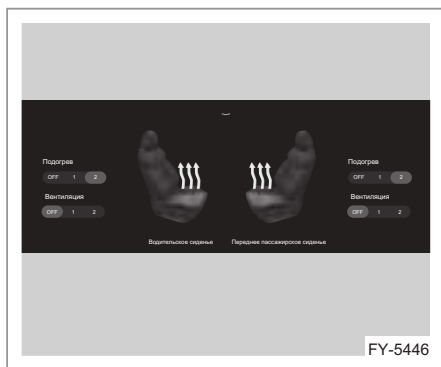 Подогрев
OFF 1 2
Вентиляция
OFF 1 2
Водительское сиденье
Переднее пассажирское сиденье
Подогрев
OFF 1 2
Вентиляция
OFF 1 2
FY-5446